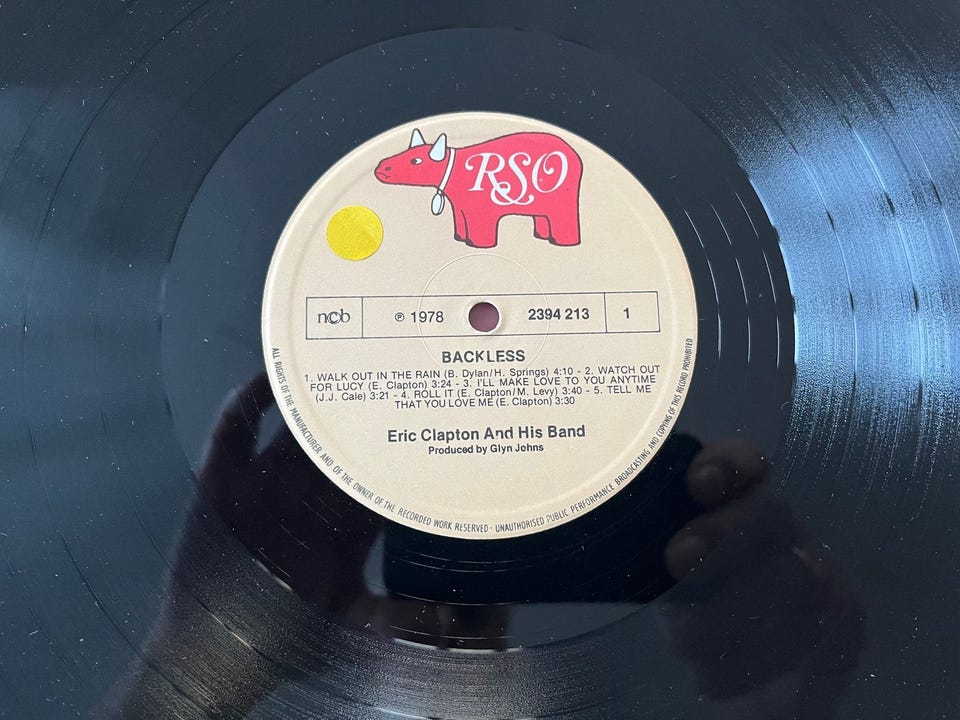 RSO
ncb ℗ 1978 2394 213 1
BACKLESS
1. WALK OUT IN THE RAIN (B. Dylan/H. Springs) 4:10 - 2. WATCH OUT
FOR LUCY (E. Clapton) 3:24 - 3. I'LL MAKE LOVE TO YOU ANYTIME
(J.J. Cale) 3:21 - 4. ROLL IT (E. Clapton/M. Levy) 3:40 - 5. TELL ME
THAT YOU LOVE ME (E. Clapton) 3:30
Eric Clapton And His Band
Produced by Glyn Johns
ALL RIGHTS OF THE MANUFACTURER AND OF THE OWNER OF THE RECORDED WORK RESERVED · UNAUTHORISED PUBLIC PERFORMANCE BROADCASTING AND COPYING OF THIS RECORD PROHIBITED